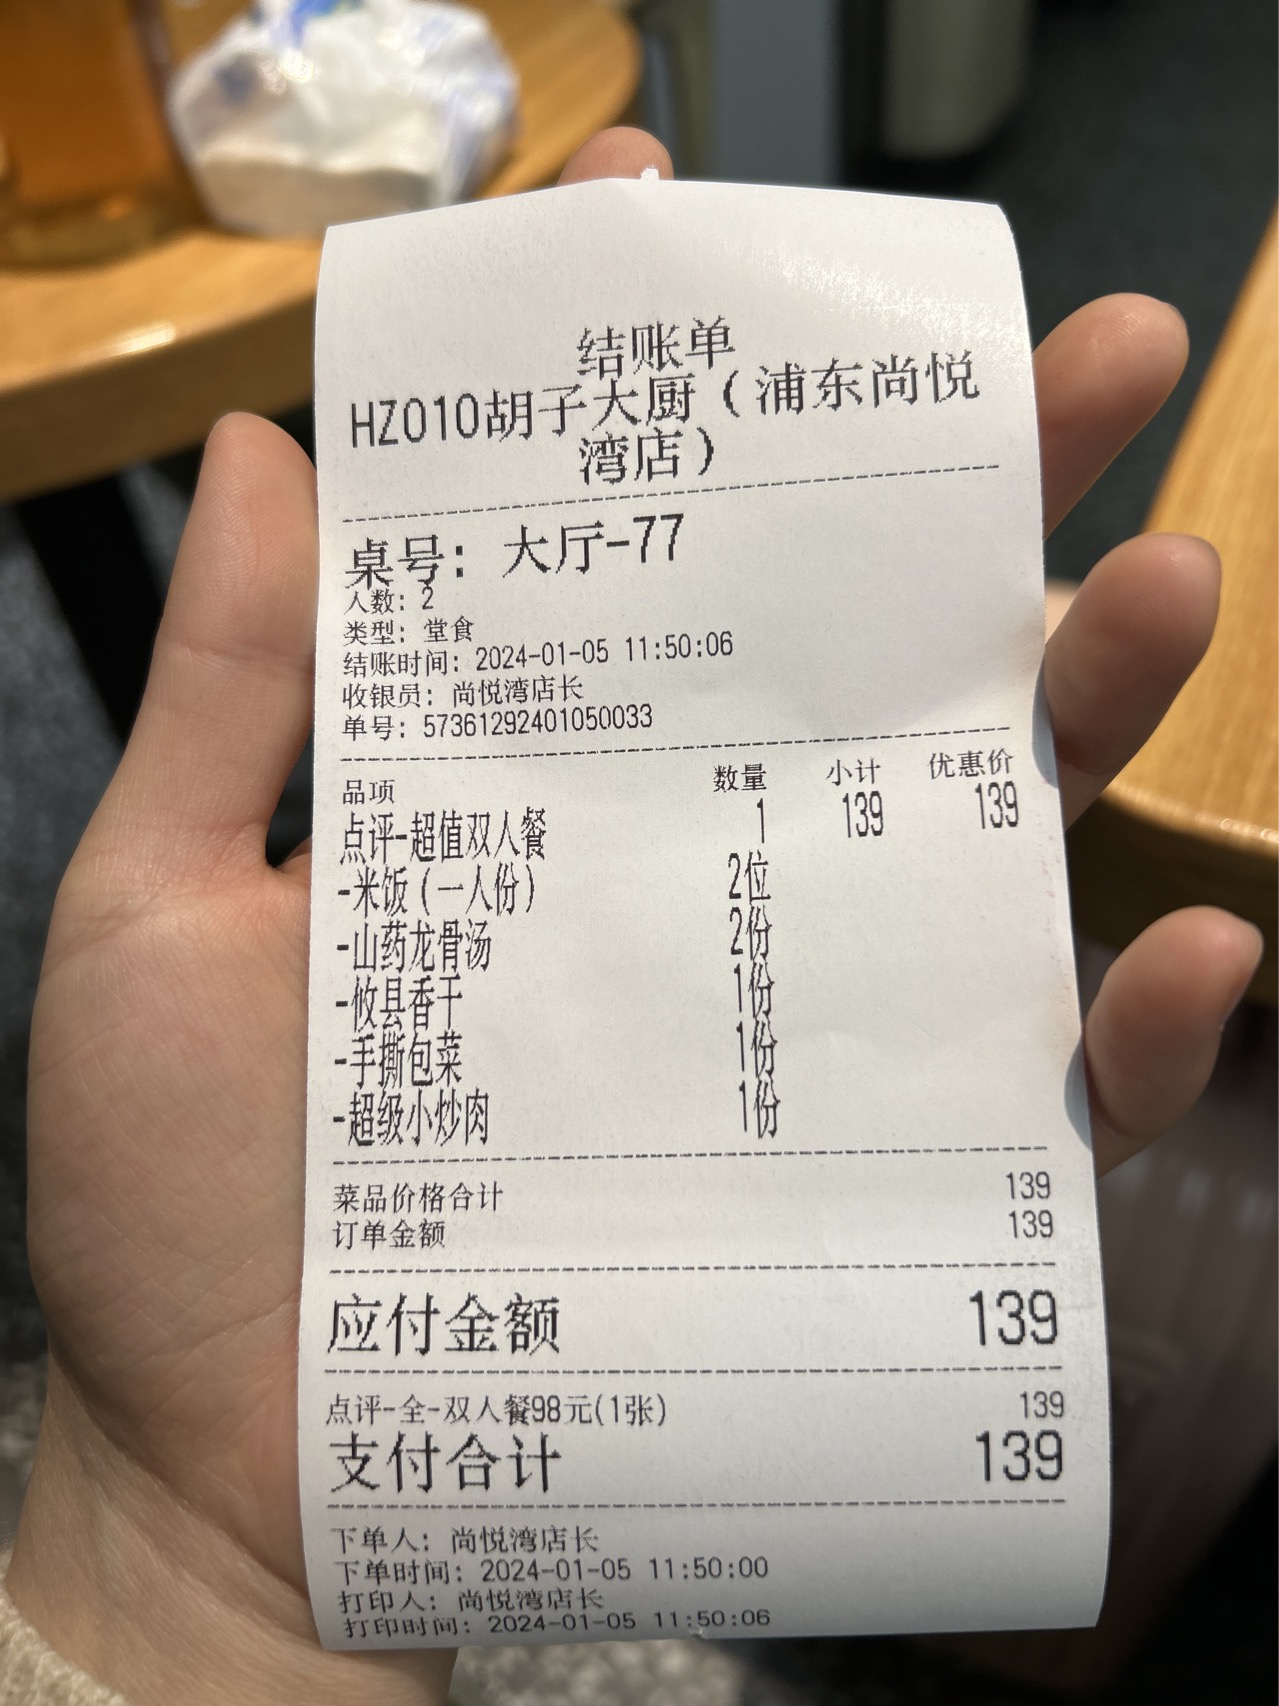 结账单
HZ010胡子大厨（浦东尚悦
湾店）
桌号：大厅-77
人数：2
类型：堂食
结账时间：2024-01-05 11:50:06
收银员：尚悦湾店长
单号：57361292401050033
品项 数量 小计 优惠价
点评-超值双人餐 1 139 139
-米饭（一人份） 2位
-山药龙骨汤 2份
-攸县香干 1份
-手撕包菜 1份
-超级小炒肉 1份
菜品价格合计 139
订单金额 139
应付金额 139
点评-全-双人餐98元(1张) 139
支付合计 139
下单人：尚悦湾店长
下单时间：2024-01-05 11:50:00
打印人：尚悦湾店长
打印时间：2024-01-05 11:50:06